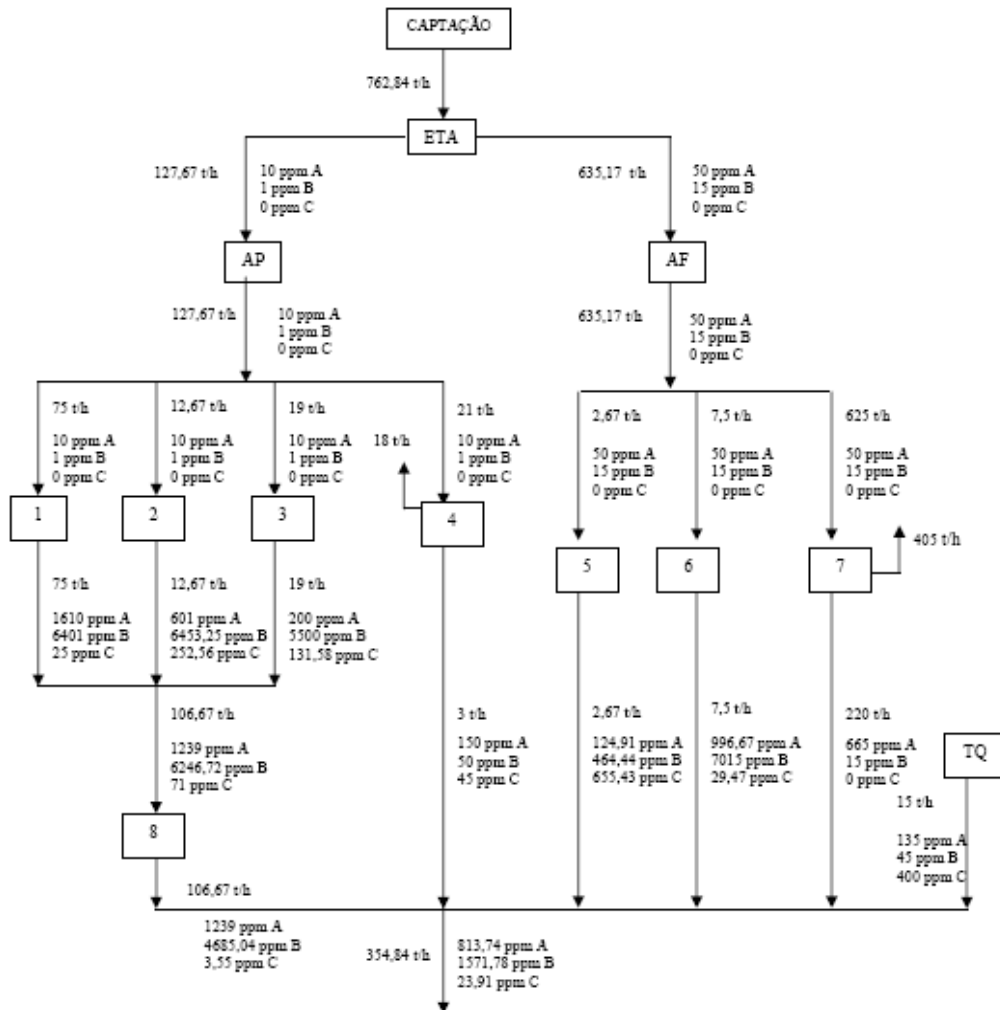 CAPTAÇÃO
762,84 t/h
ETA
127,67 t/h
10 ppm A
1 ppm B
0 ppm C
635,17 t/h
50 ppm A
15 ppm B
0 ppm C
AP
AF
127,67 t/h
10 ppm A
1 ppm B
0 ppm C
635,17 t/h
50 ppm A
15 ppm B
0 ppm C
75 t/h
10 ppm A
1 ppm B
0 ppm C
12,67 t/h
10 ppm A
1 ppm B
0 ppm C
19 t/h
10 ppm A
1 ppm B
0 ppm C
18 t/h
21 t/h
10 ppm A
1 ppm B
0 ppm C
2,67 t/h
50 ppm A
15 ppm B
0 ppm C
7,5 t/h
50 ppm A
15 ppm B
0 ppm C
625 t/h
50 ppm A
15 ppm B
0 ppm C
1
2
3
4
5
6
7
405 t/h
75 t/h
1610 ppm A
6401 ppm B
25 ppm C
12,67 t/h
601 ppm A
6453,25 ppm B
252,56 ppm C
19 t/h
200 ppm A
5500 ppm B
131,58 ppm C
106,67 t/h
1239 ppm A
6246,72 ppm B
71 ppm C
3 t/h
150 ppm A
50 ppm B
45 ppm C
2,67 t/h
124,91 ppm A
464,44 ppm B
655,43 ppm C
7,5 t/h
996,67 ppm A
7015 ppm B
29,47 ppm C
220 t/h
665 ppm A
15 ppm B
0 ppm C
TQ
15 t/h
135 ppm A
45 ppm B
400 ppm C
8
106,67 t/h
1239 ppm A
4685,04 ppm B
3,55 ppm C
354,84 t/h
813,74 ppm A
1571,78 ppm B
23,91 ppm C